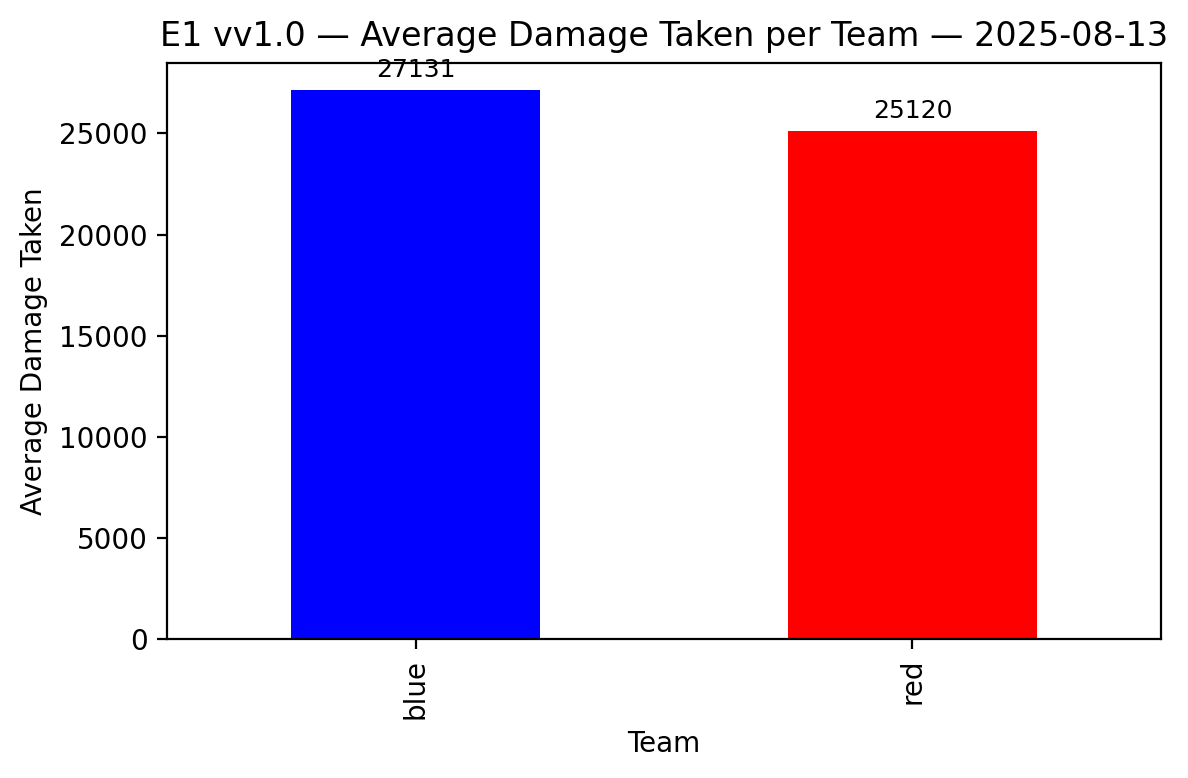 E1 vv1.0 — Average Damage Taken per Team — 2025-08-13
27131
25120
Average Damage Taken
25000
20000
15000
10000
5000
0
blue
red
Team